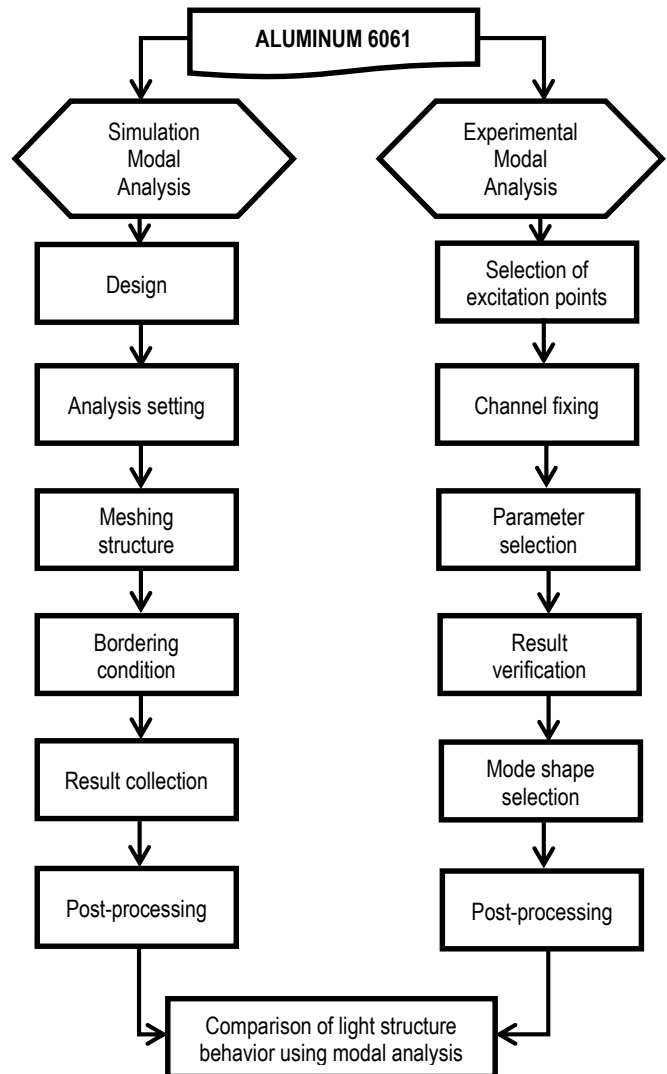 ALUMINUM 6061
Simulation
Modal
Analysis
Design
Analysis setting
Meshing
structure
Bordering
condition
Result collection
Post-processing
Experimental
Modal
Analysis
Selection of
excitation points
Channel fixing
Parameter
selection
Result
verification
Mode shape
selection
Post-processing
Comparison of light structure
behavior using modal analysis